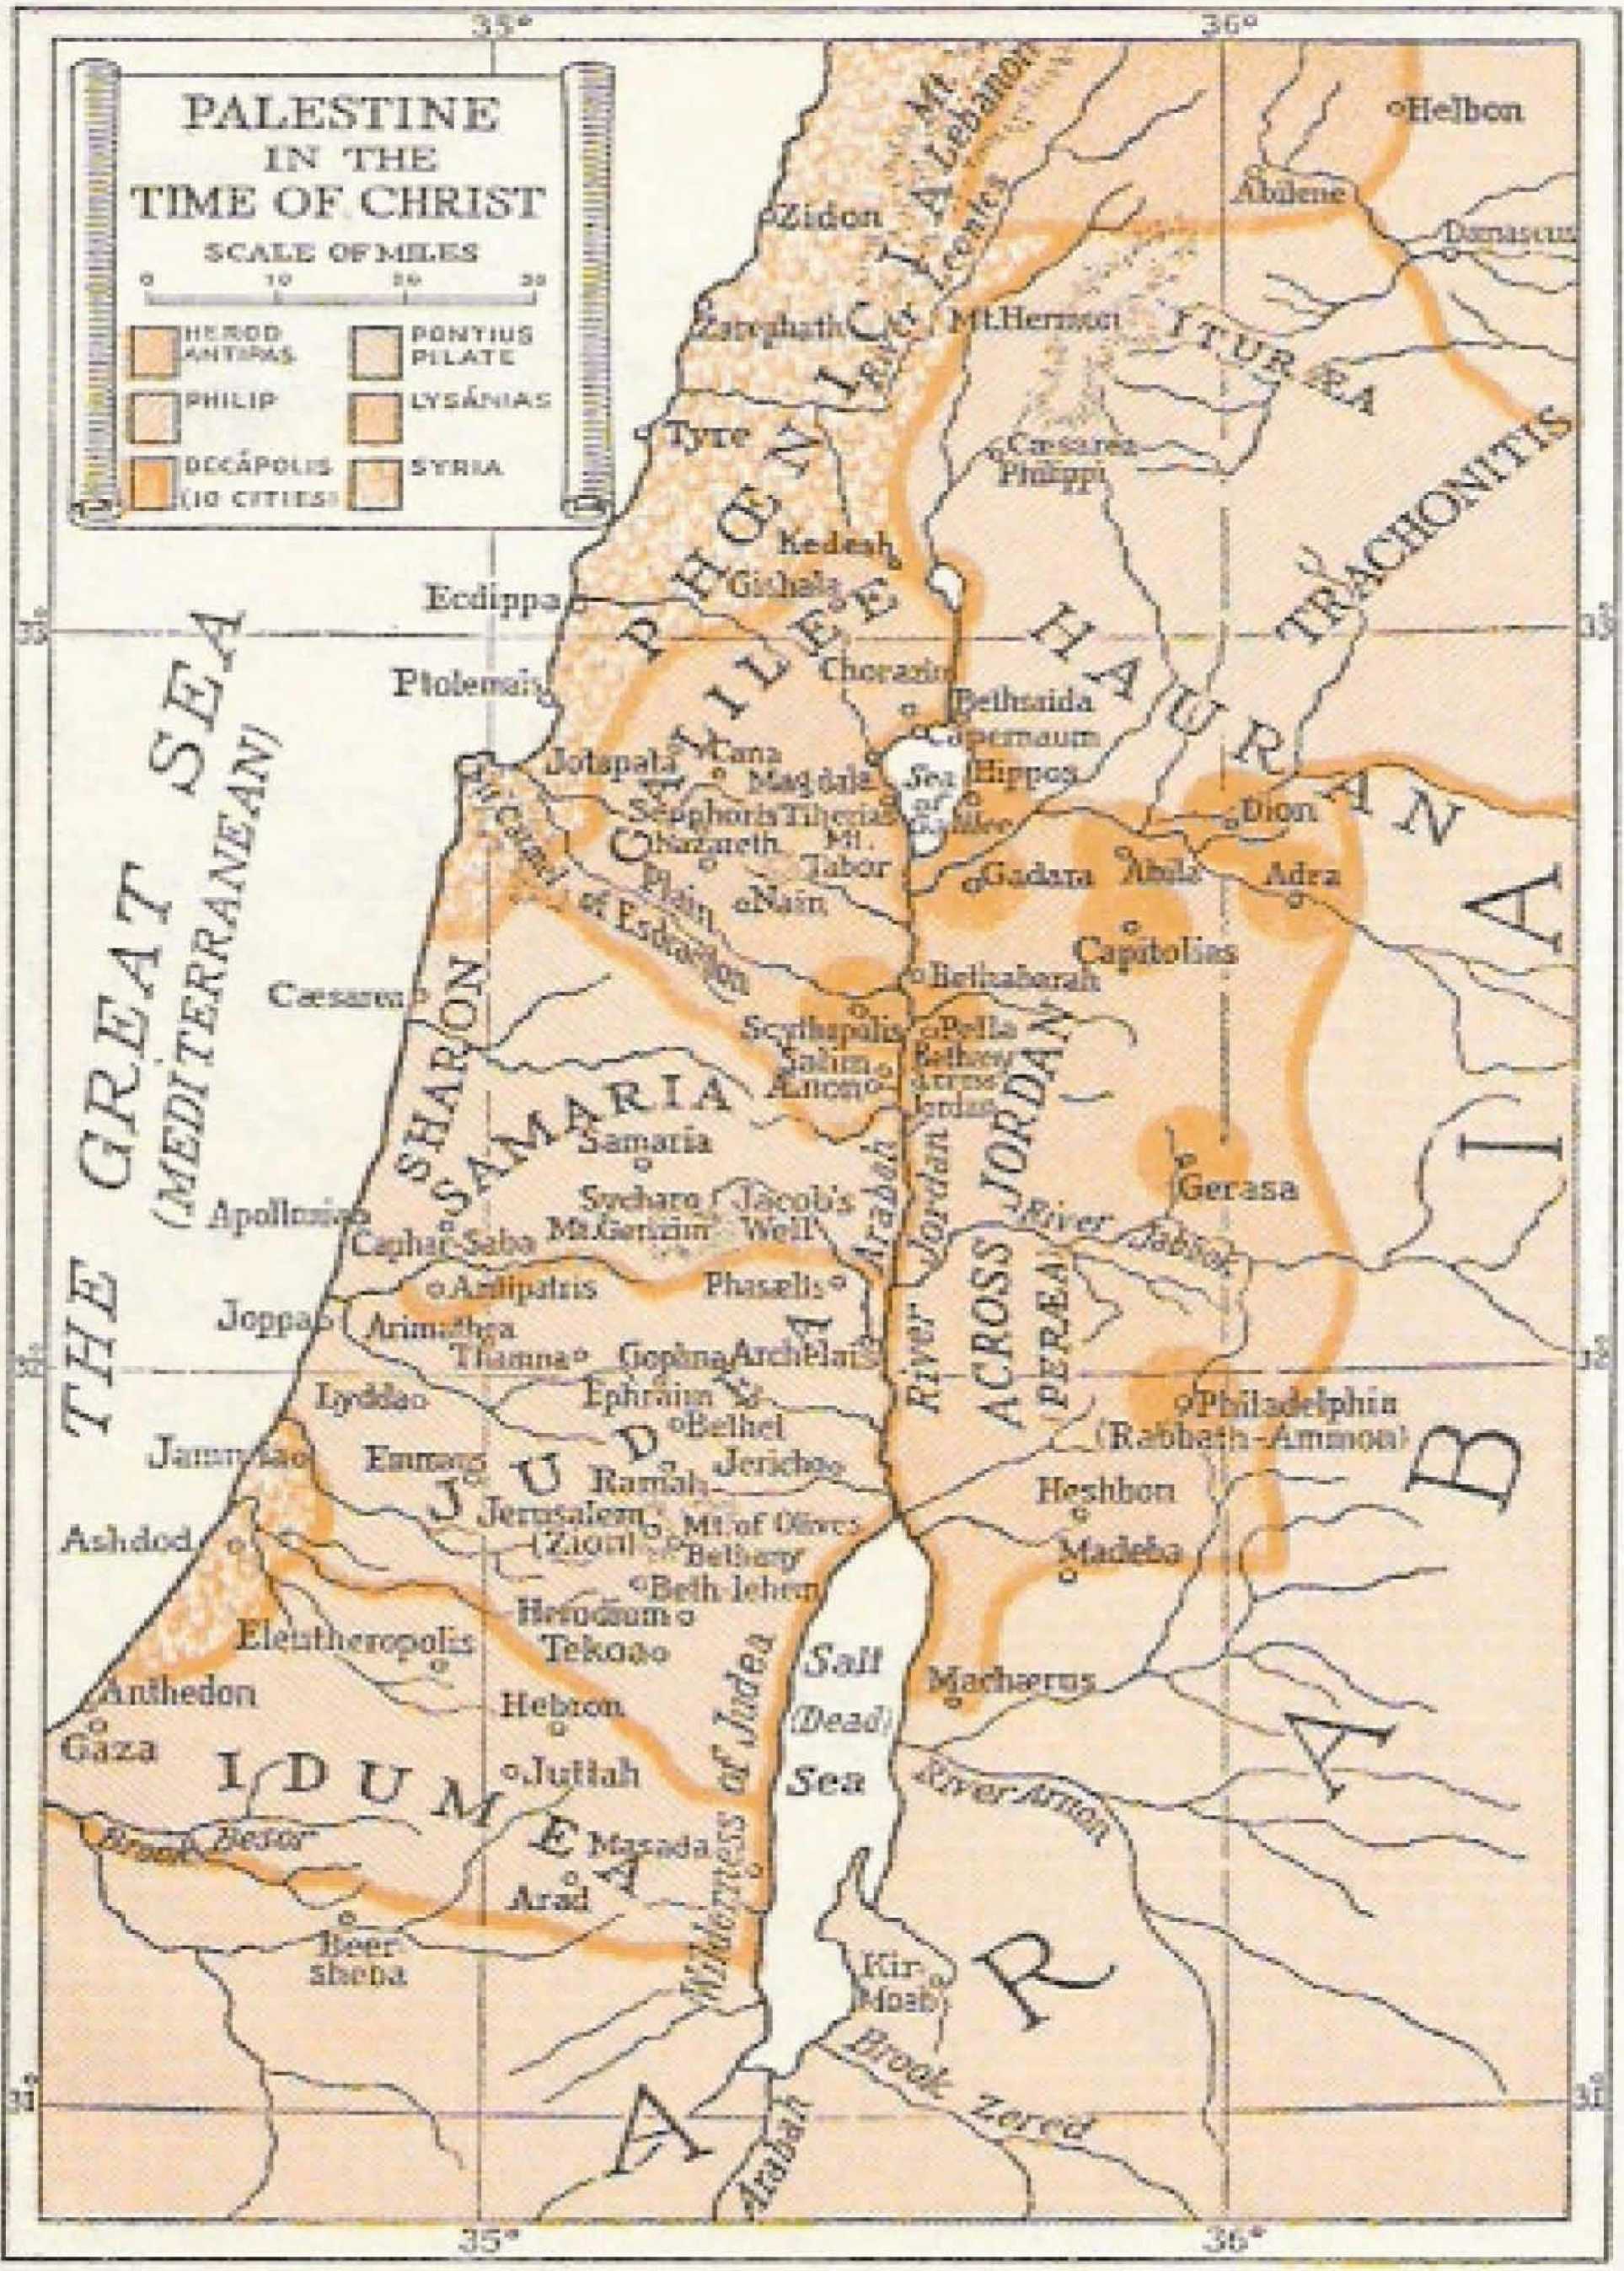 35°
36°
PALESTINE
IN THE
TIME OF CHRIST
SCALE OF MILES
0 10 20 30
HEROD
ANTIPAS
PONTIUS
PILATE
PHILIP
LYSÁNIAS
DECÁPOLIS
(10 CITIES)
SYRIA
Mt.
Lebanon
Helbon
Abilene
Damascus
Zidon
Leontes
Zarephath
Mt. Hermon
ITURÆA
PHŒNICIA
Tyre
Cæsarea
Philippi
TRACHONITIS
Kedesh
Gishala
Ecdippa
GALILEE
HAURAN
Chorazin
Ptolemais
Bethsaida
Capernaum
Jotapata
Cana
Magdala
Sea
of
Galilee
Hippos
Sepphoris
Tiberias
Dion
Mt. Carmel
Nazareth
Mt.
Tabor
Gadara
Abila
Adra
Plain
of Esdraelon
Nain
Capitolias
THE GREAT SEA
(MEDITERRANEAN)
Cæsarea
Bethabarah
Scythopolis
Pella
Salim
Ænon
Bethany
across
Jordan
SHARON
SAMARIA
Samaria
Sychar
Jacob's
Well
Mt. Gerizim
Arabah
Gerasa
River Jabbok
Apollonia
Caphar-Saba
Antipatris
Phasælis
River Jordan
ACROSS JORDAN
PERÆA
Joppa
Arimathea
Thamna
Gophna
Archelais
Lydda
Ephraim
Bethel
Philadelphia
(Rabbath-Ammon)
Jamnia
Emmaus
JUDÆA
Ramah
Jericho
Heshbon
Jerusalem
(Zion)
Mt. of Olives
Bethany
Ashdod
Madeba
Beth-lehem
Herodium
Eleutheropolis
Tekoa
Salt
(Dead)
Sea
Machærus
Anthedon
Hebron
Gaza
IDUMEA
Juttah
Wilderness of Judea
River Arnon
Brook Besor
Masada
Arad
Beer-
sheba
Kir-
Moab
ARABIA
Brook Zered
Arabah
31°
31°
35°
36°